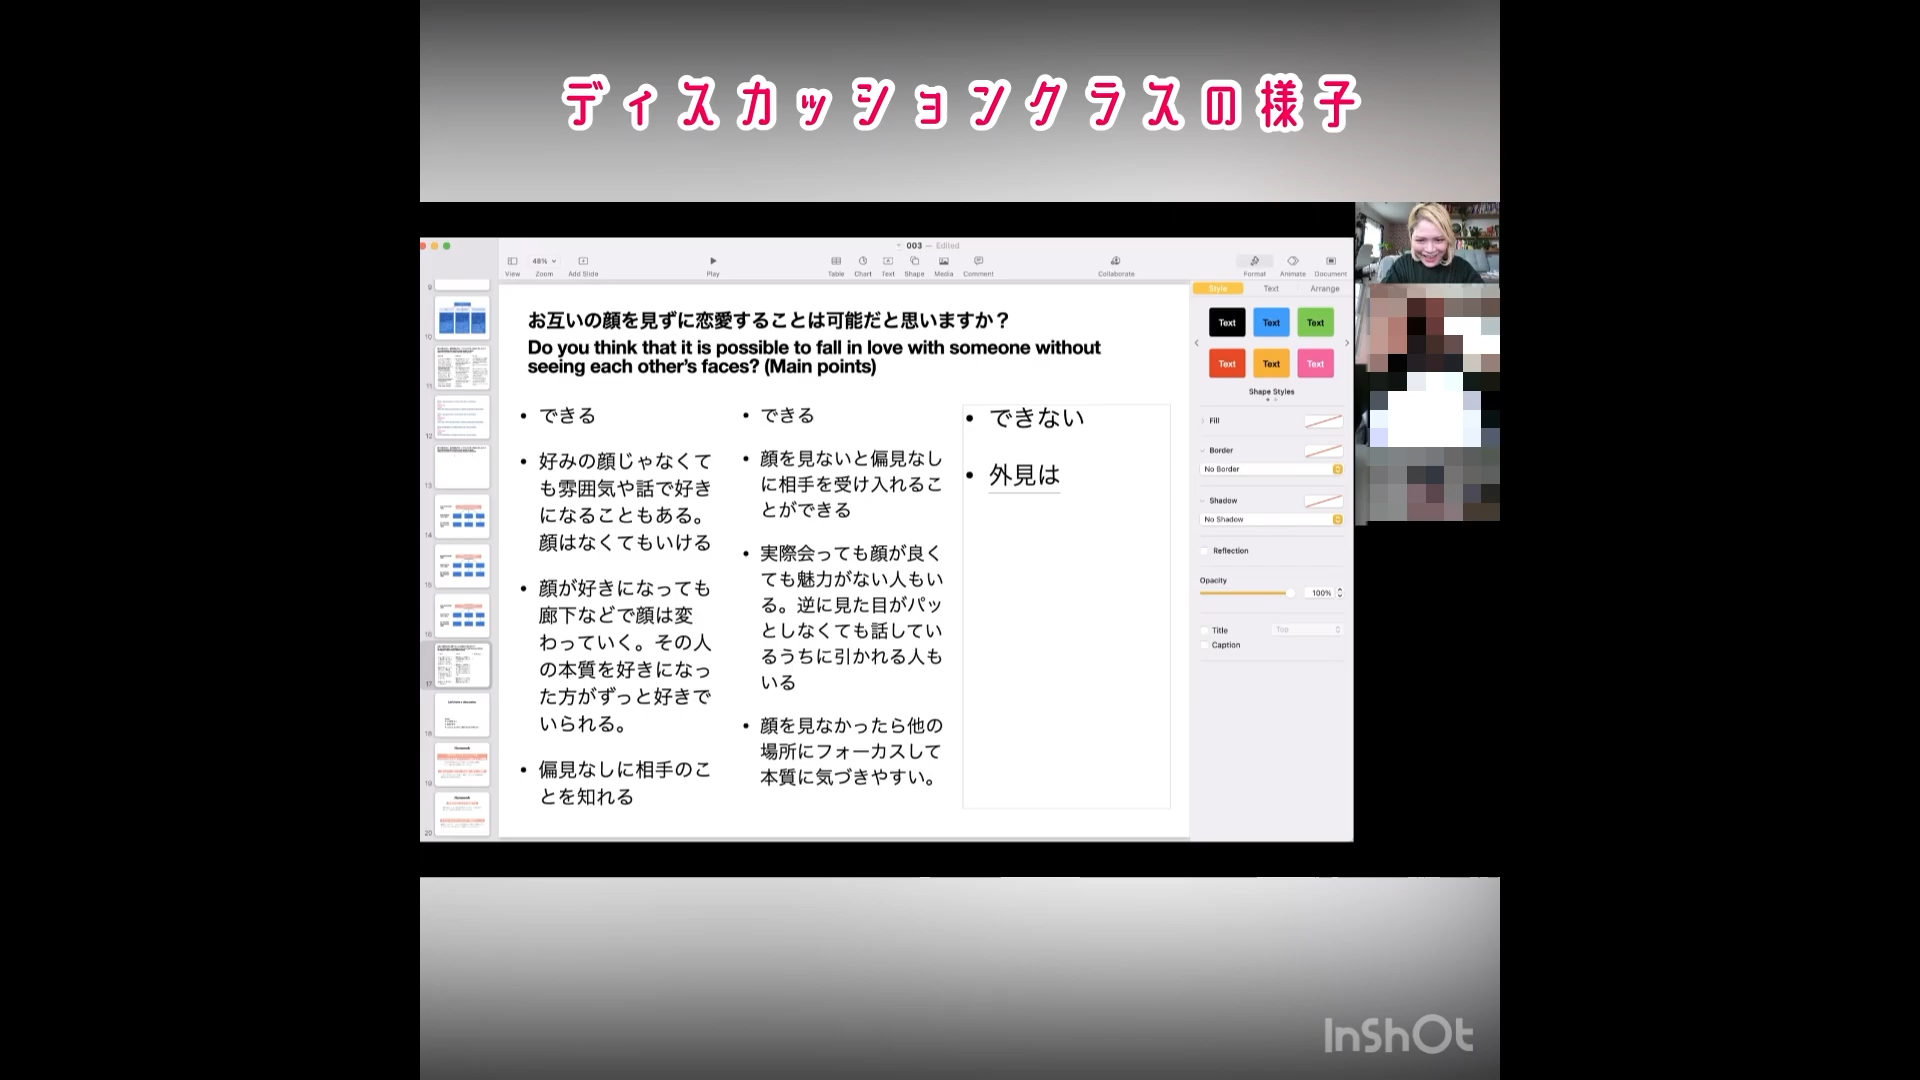 ディスカッションクラスの様子
003 — Edited
48%
View
Zoom
Add Slide
Play
Table
Chart
Text
Shape
Media
Comment
Collaborate
Format
Animate
Document
9
10
11
12
13
14
15
16
17
18
19
20
お互いの顔を見ずに恋愛することは可能だと思いますか？
Do you think that it is possible to fall in love with someone without
seeing each other's faces? (Main points)
• できる
• 好みの顔じゃなくて
も雰囲気や話で好き
になることもある。
顔はなくてもいける
• 顔が好きになっても
廊下などで顔は変
わっていく。その人
の本質を好きになっ
た方がずっと好きで
いられる。
• 偏見なしに相手のこ
とを知れる
• できる
• 顔を見ないと偏見なし
に相手を受け入れるこ
とができる
• 実際会っても顔が良く
ても魅力がない人もい
る。逆に見た目がパッ
としなくても話してい
るうちに引かれる人も
いる
• 顔を見なかったら他の
場所にフォーカスして
本質に気づきやすい。
• できない
• 外見は
Style
Text
Arrange
Text
Text
Text
Text
Text
Text
Shape Styles
Fill
Border
No Border
Shadow
No Shadow
Reflection
Opacity
100%
Title
Top
Caption
InShOt